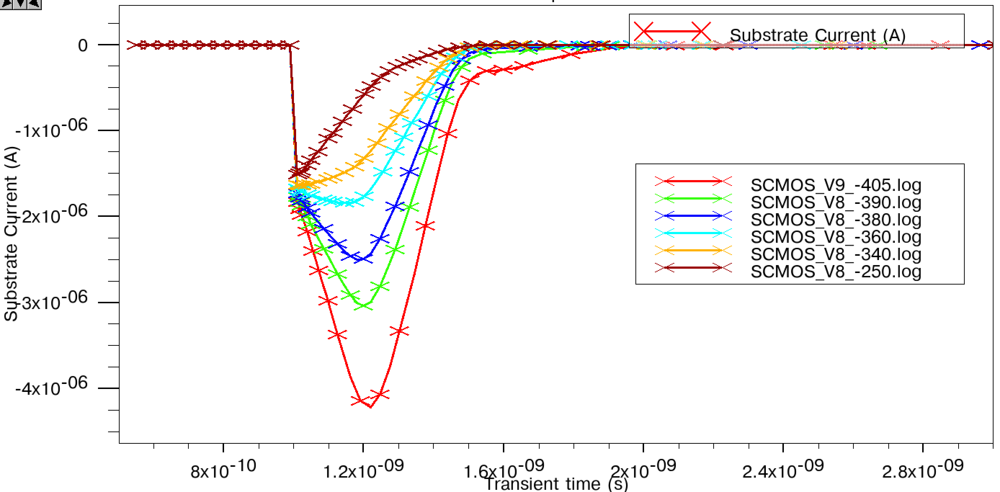 Substrate Current (A)
0
-1x10-06
-2x10-06
-3x10-06
-4x10-06
Substrate Current (A)
SCMOS_V9_-405.log
SCMOS_V8_-390.log
SCMOS_V8_-380.log
SCMOS_V8_-360.log
SCMOS_V8_-340.log
SCMOS_V8_-250.log
8x10-10 1.2x10-09 1.6x10-09 2x10-09 2.4x10-09 2.8x10-09
Transient time (s)